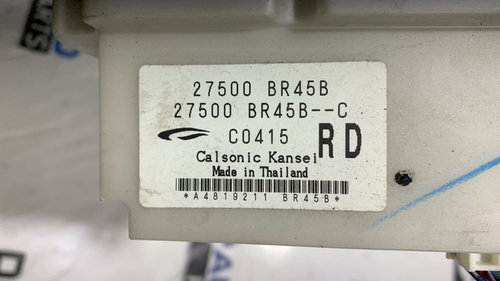 27500 BR45B
27500 BR45B--C
C0415 RD
Calsonic Kansei
Made in Thailand
*A4819211 BR45B*